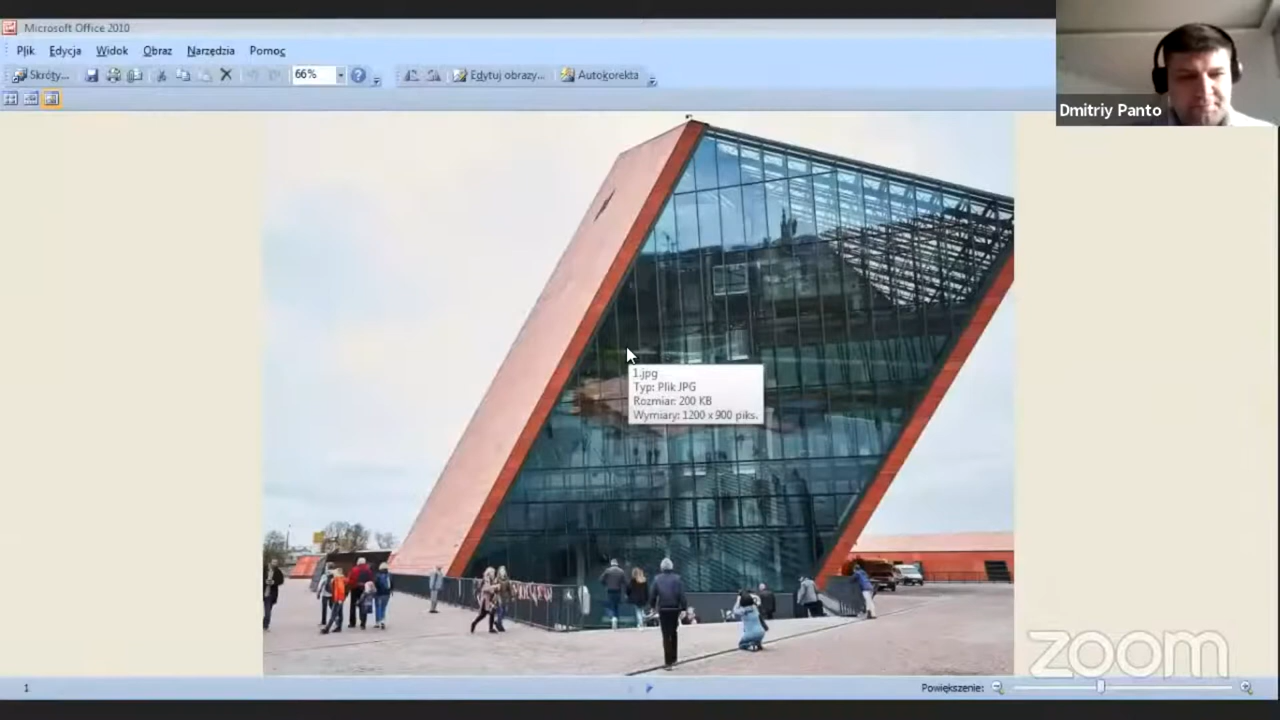 Microsoft Office 2010
Plik Edycja Widok Obraz Narzędzia Pomoc
Skróty... 66% Edytuj obrazy... Autokorekta
Dmitriy Panto
1.jpg
Typ: Plik JPG
Rozmiar: 200 KB
Wymiary: 1200 x 900 piks.
zoom
1 Powiększenie: